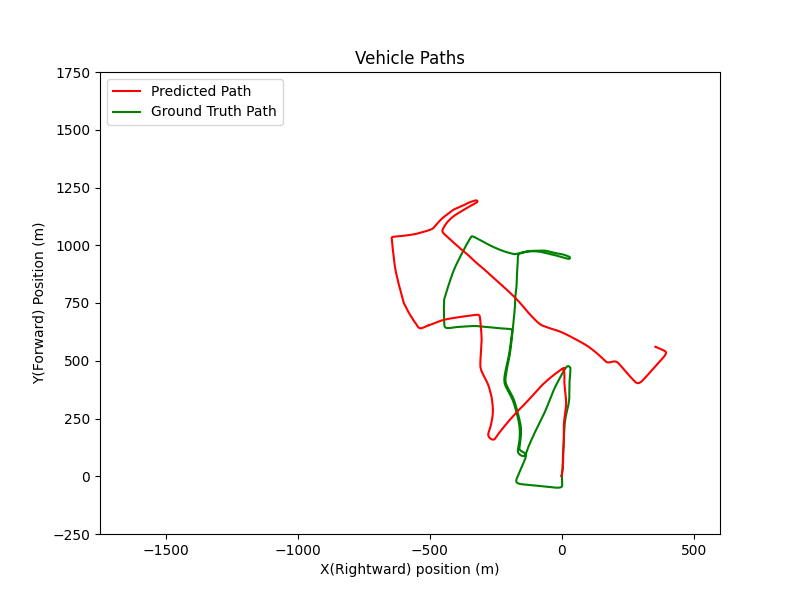 Vehicle Paths
Predicted Path
Ground Truth Path
1750
1500
1250
1000
750
500
250
0
−250
Y(Forward) Position (m)
−1500
−1000
−500
0
500
X(Rightward) position (m)